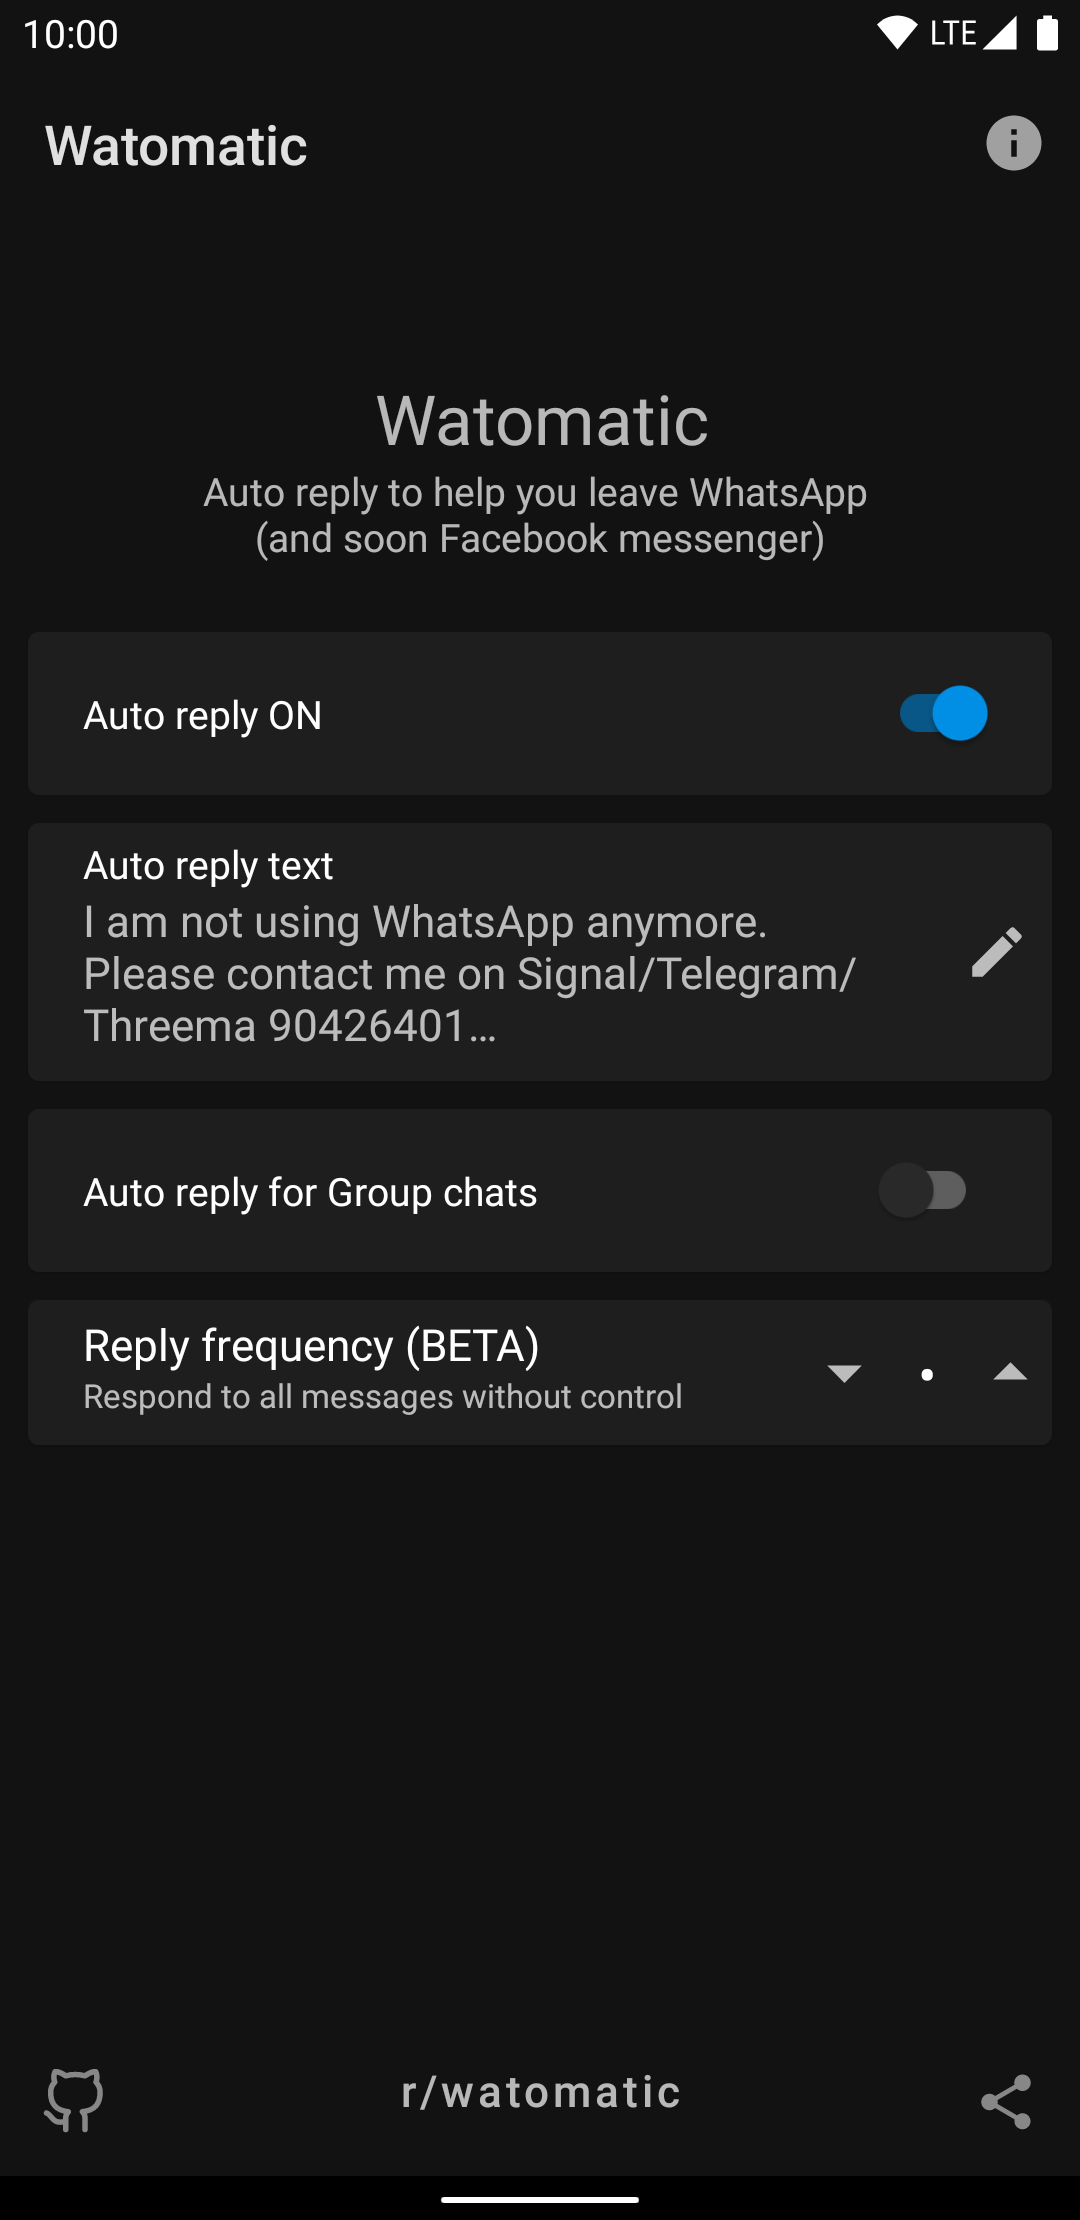 10:00
LTE
Watomatic
Watomatic
Auto reply to help you leave WhatsApp
(and soon Facebook messenger)
Auto reply ON
Auto reply text
I am not using WhatsApp anymore.
Please contact me on Signal/Telegram/
Threema 90426401…
Auto reply for Group chats
Reply frequency (BETA)
Respond to all messages without control
r/watomatic